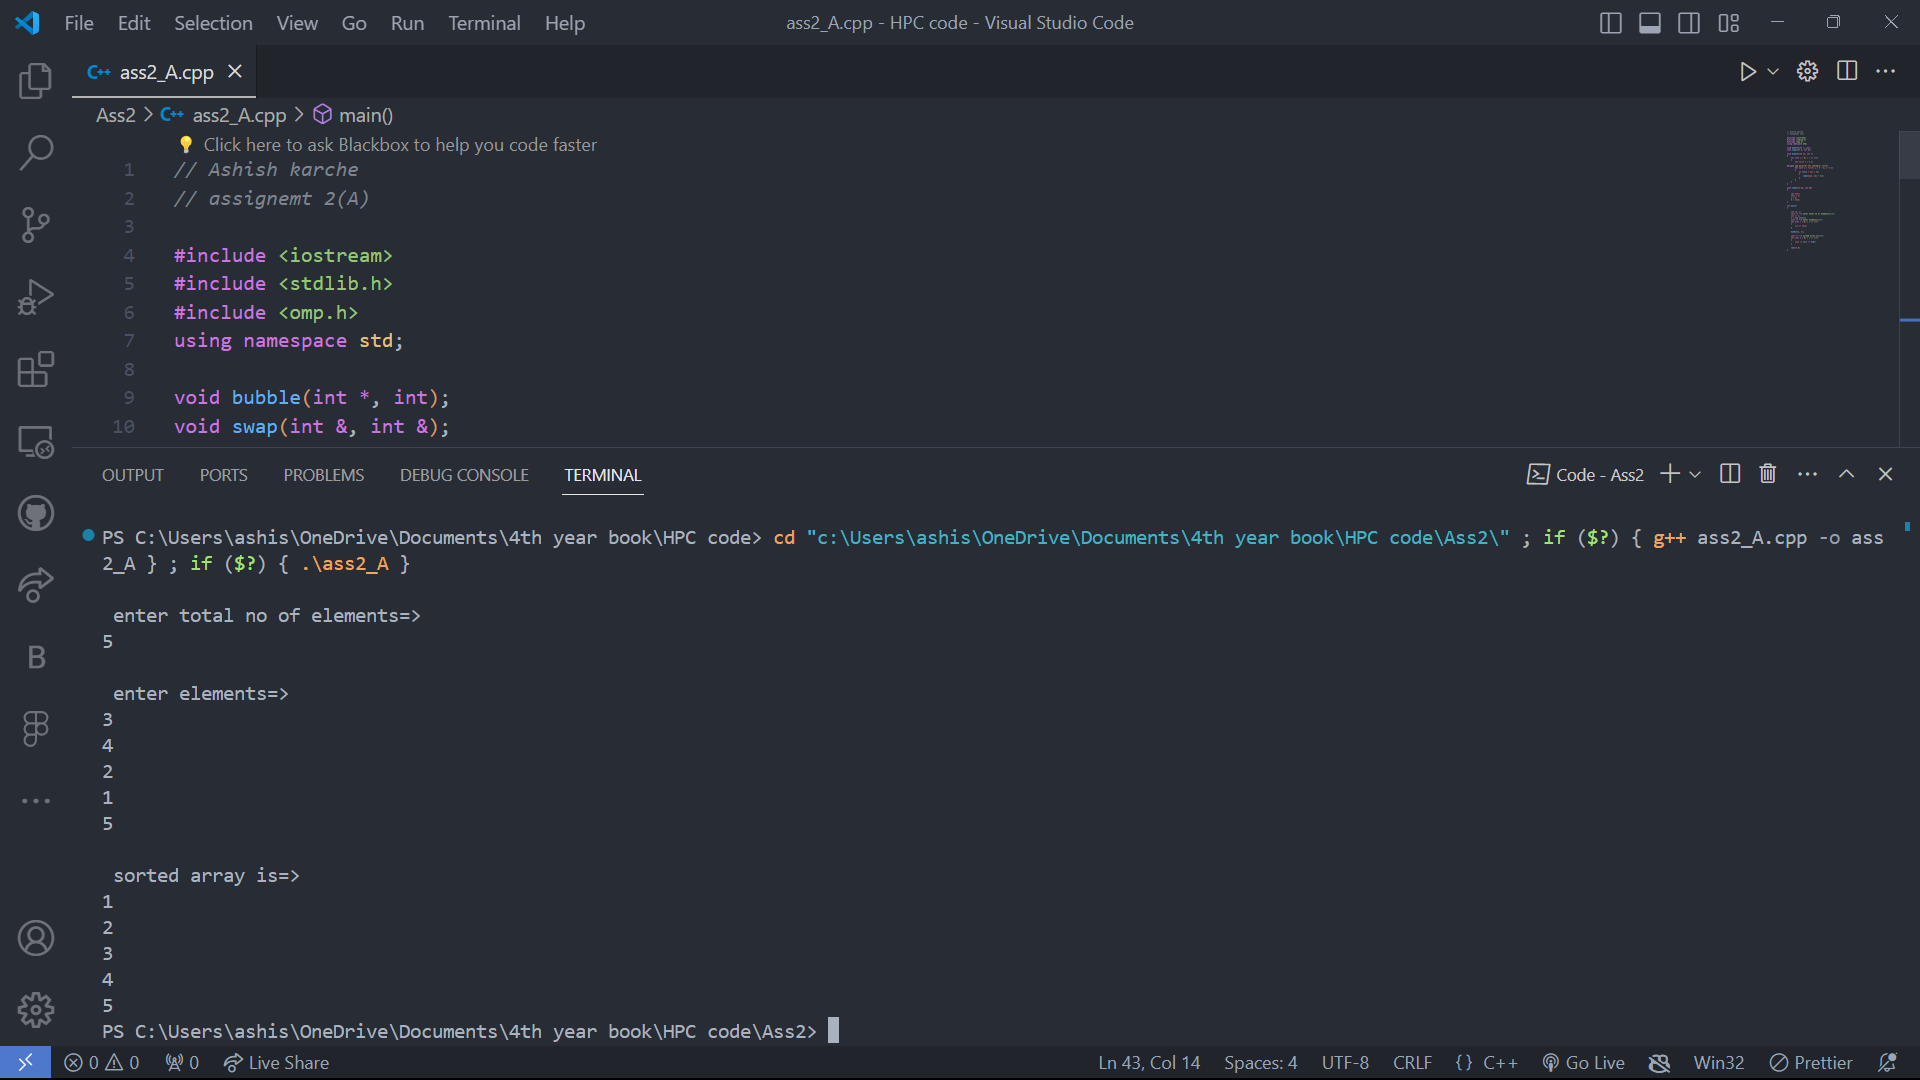 File Edit Selection View Go Run Terminal Help ass2_A.cpp - HPC code - Visual Studio Code
C++ ass2_A.cpp
Ass2 > C++ ass2_A.cpp > main()
Click here to ask Blackbox to help you code faster
1 // Ashish karche
2 // assignemt 2(A)
3
4 #include <iostream>
5 #include <stdlib.h>
6 #include <omp.h>
7 using namespace std;
8
9 void bubble(int *, int);
10 void swap(int &, int &);
OUTPUT PORTS PROBLEMS DEBUG CONSOLE TERMINAL Code - Ass2
PS C:\Users\ashis\OneDrive\Documents\4th year book\HPC code> cd "c:\Users\ashis\OneDrive\Documents\4th year book\HPC code\Ass2\" ; if ($?) { g++ ass2_A.cpp -o ass
2_A } ; if ($?) { .\ass2_A }
enter total no of elements=>
5
enter elements=>
3
4
2
1
5
sorted array is=>
1
2
3
4
5
PS C:\Users\ashis\OneDrive\Documents\4th year book\HPC code\Ass2>
0 0 0 Live Share Ln 43, Col 14 Spaces: 4 UTF-8 CRLF {} C++ Go Live Win32 Prettier